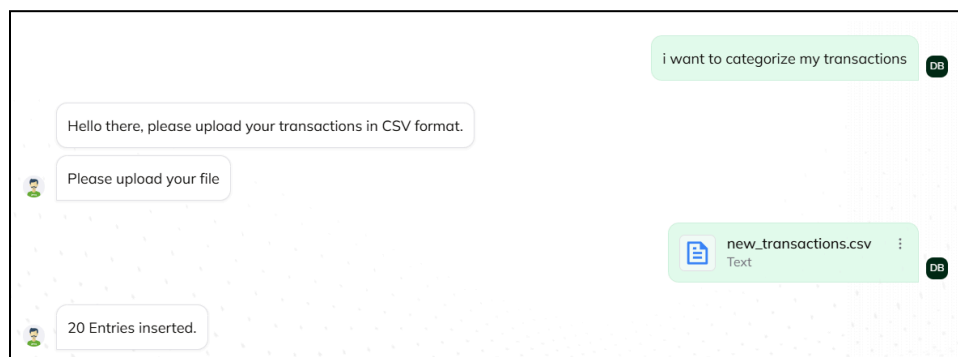 i want to categorize my transactions
DB
Hello there, please upload your transactions in CSV format.
Please upload your file
new_transactions.csv
Text
DB
20 Entries inserted.